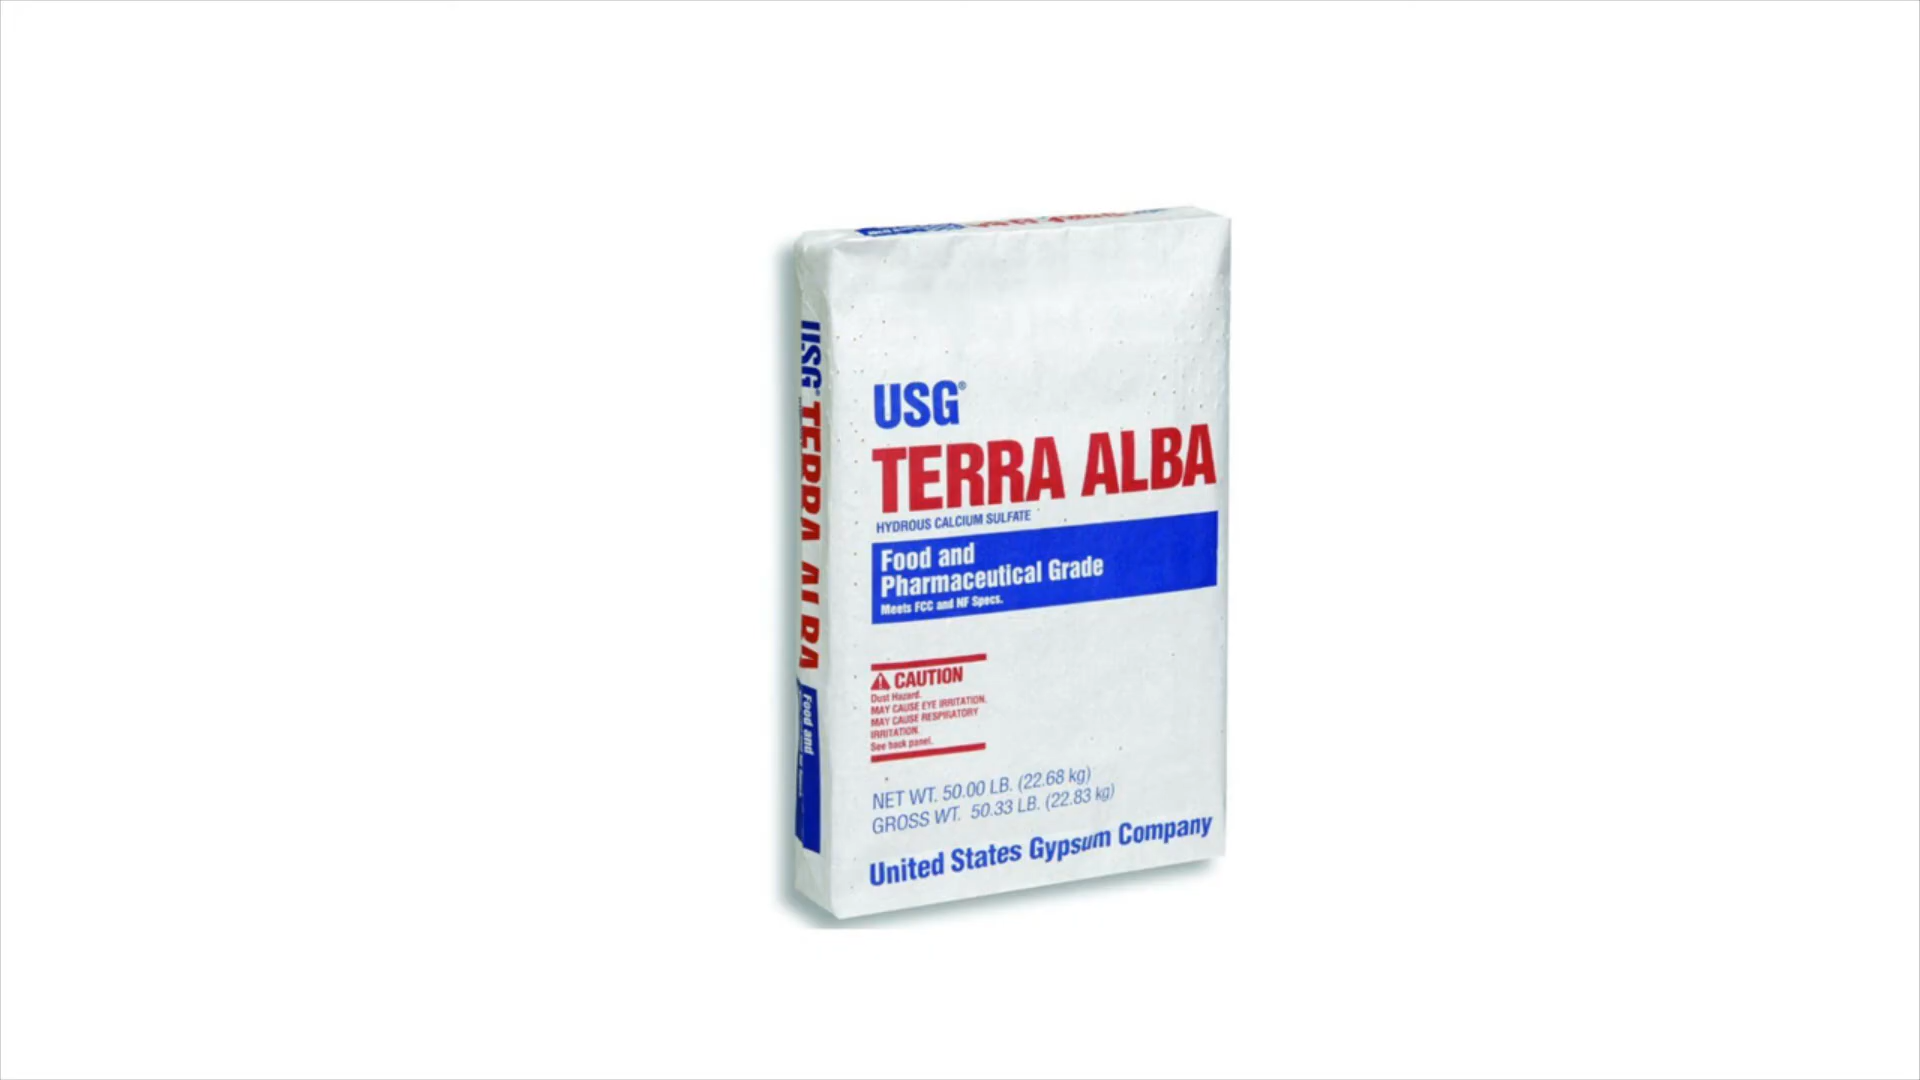 USG®
TERRA ALBA
HYDROUS CALCIUM SULFATE
Food and
Pharmaceutical Grade
Meets FCC and NF Specs.
CAUTION
Dust Hazard.
MAY CAUSE EYE IRRITATION.
MAY CAUSE RESPIRATORY
IRRITATION.
See back panel.
NET WT. 50.00 LB. (22.68 kg)
GROSS WT. 50.33 LB. (22.83 kg)
United States Gypsum Company
USG® TERRA ALBA
Food and